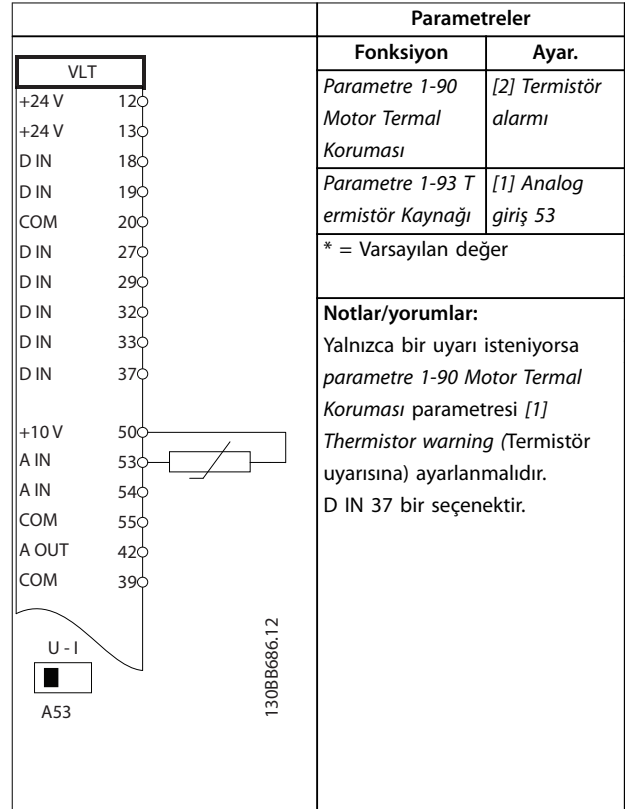 VLT
+24 V 12
+24 V 13
D IN 18
D IN 19
COM 20
D IN 27
D IN 29
D IN 32
D IN 33
D IN 37
+10 V 50
A IN 53
A IN 54
COM 55
A OUT 42
COM 39
U - I
A53
130BB686.12
Parametreler
Fonksiyon Ayar.
Parametre 1-90 [2] Termistör
Motor Termal alarmı
Koruması
Parametre 1-93 T [1] Analog
ermistör Kaynağı giriş 53
* = Varsayılan değer
Notlar/yorumlar:
Yalnızca bir uyarı isteniyorsa
parametre 1-90 Motor Termal
Koruması parametresi [1]
Thermistor warning (Termistör
uyarısına) ayarlanmalıdır.
D IN 37 bir seçenektir.